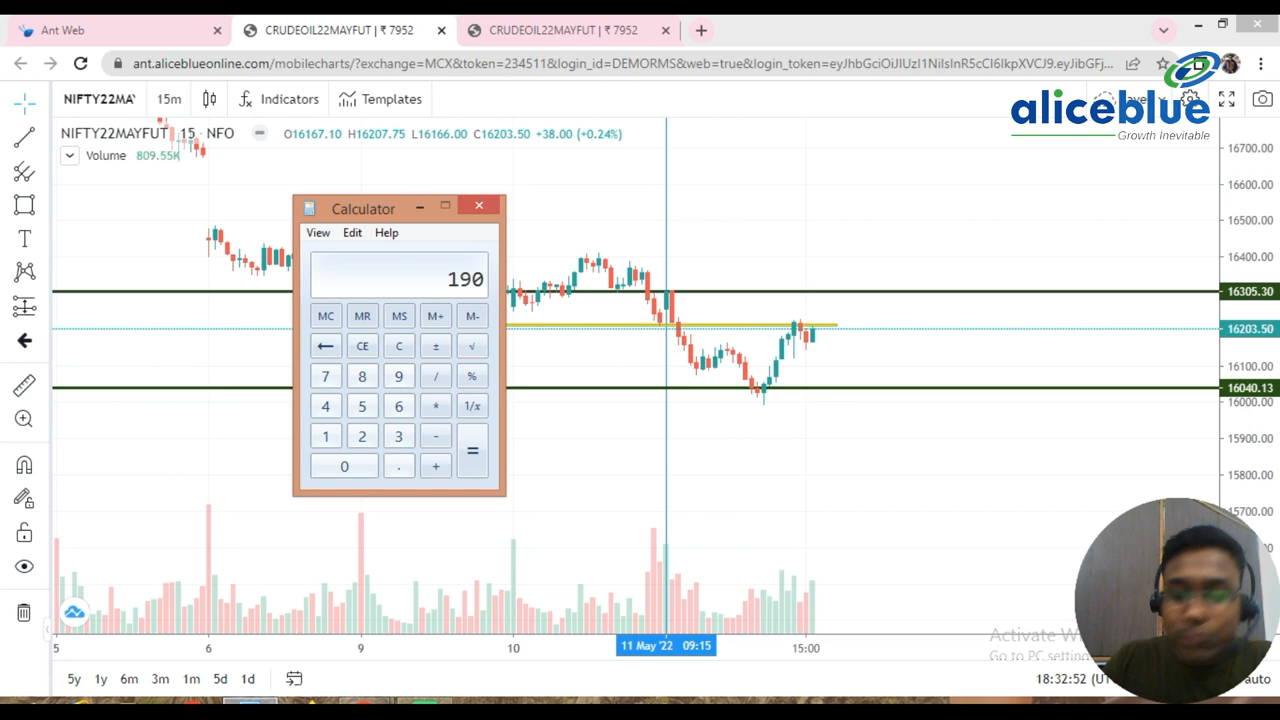 Ant Web
CRUDEOIL22MAYFUT | ₹ 7952
CRUDEOIL22MAYFUT | ₹ 7952
ant.aliceblueonline.com/mobilecharts/?exchange=MCX&token=234511&login_id=DEMORMS&web=true&login_token=eyJhbGciOiJIUzI1NiIsInR5cCI6IkpXVCJ9.eyJibGFj...
NIFTY22MA
15m
Indicators
Templates
aliceblue
Growth Inevitable
NIFTY22MAYFUT · 15 · NFO
O16167.10 H16207.75 L16166.00 C16203.50 +38.00 (+0.24%)
Volume 809.55K
16700.00
16600.00
16500.00
16400.00
16305.30
16203.50
16100.00
16040.13
16000.00
15900.00
15800.00
15700.00
Calculator
View Edit Help
190
MC MR MS M+ M-
← CE C ± √
7 8 9 / %
4 5 6 * 1/x
1 2 3 - =
0 . +
5 6 9 10 11 May '22 09:15 15:00
Activate
Go to PC setting
5y 1y 6m 3m 1m 5d 1d
18:32:52 (U
auto